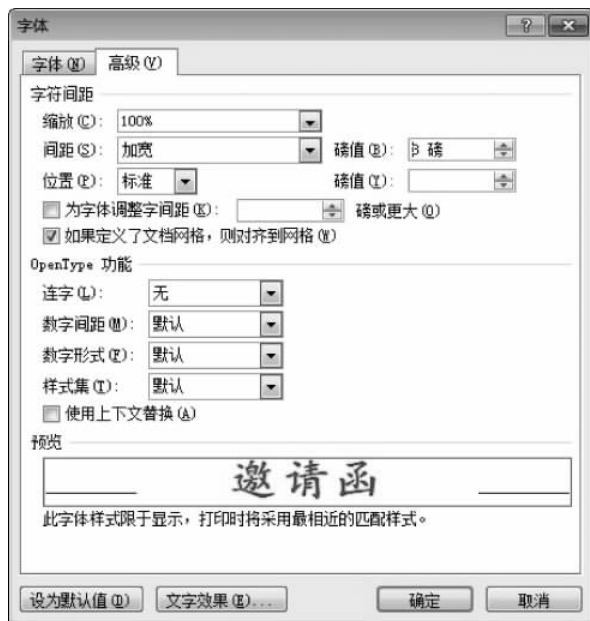 字体
字体(N) 高级(V)
字符间距
缩放(C): 100%
间距(S): 加宽 磅值(B): 3 磅
位置(P): 标准 磅值(Y):
为字体调整字间距(K): 磅或更大(O)
如果定义了文档网格，则对齐到网格(W)
OpenType 功能
连字(L): 无
数字间距(M): 默认
数字形式(F): 默认
样式集(T): 默认
使用上下文替换(A)
预览
邀请函
此字体样式限于显示，打印时将采用最相近的匹配样式。
设为默认值(D) 文字效果(E)... 确定 取消